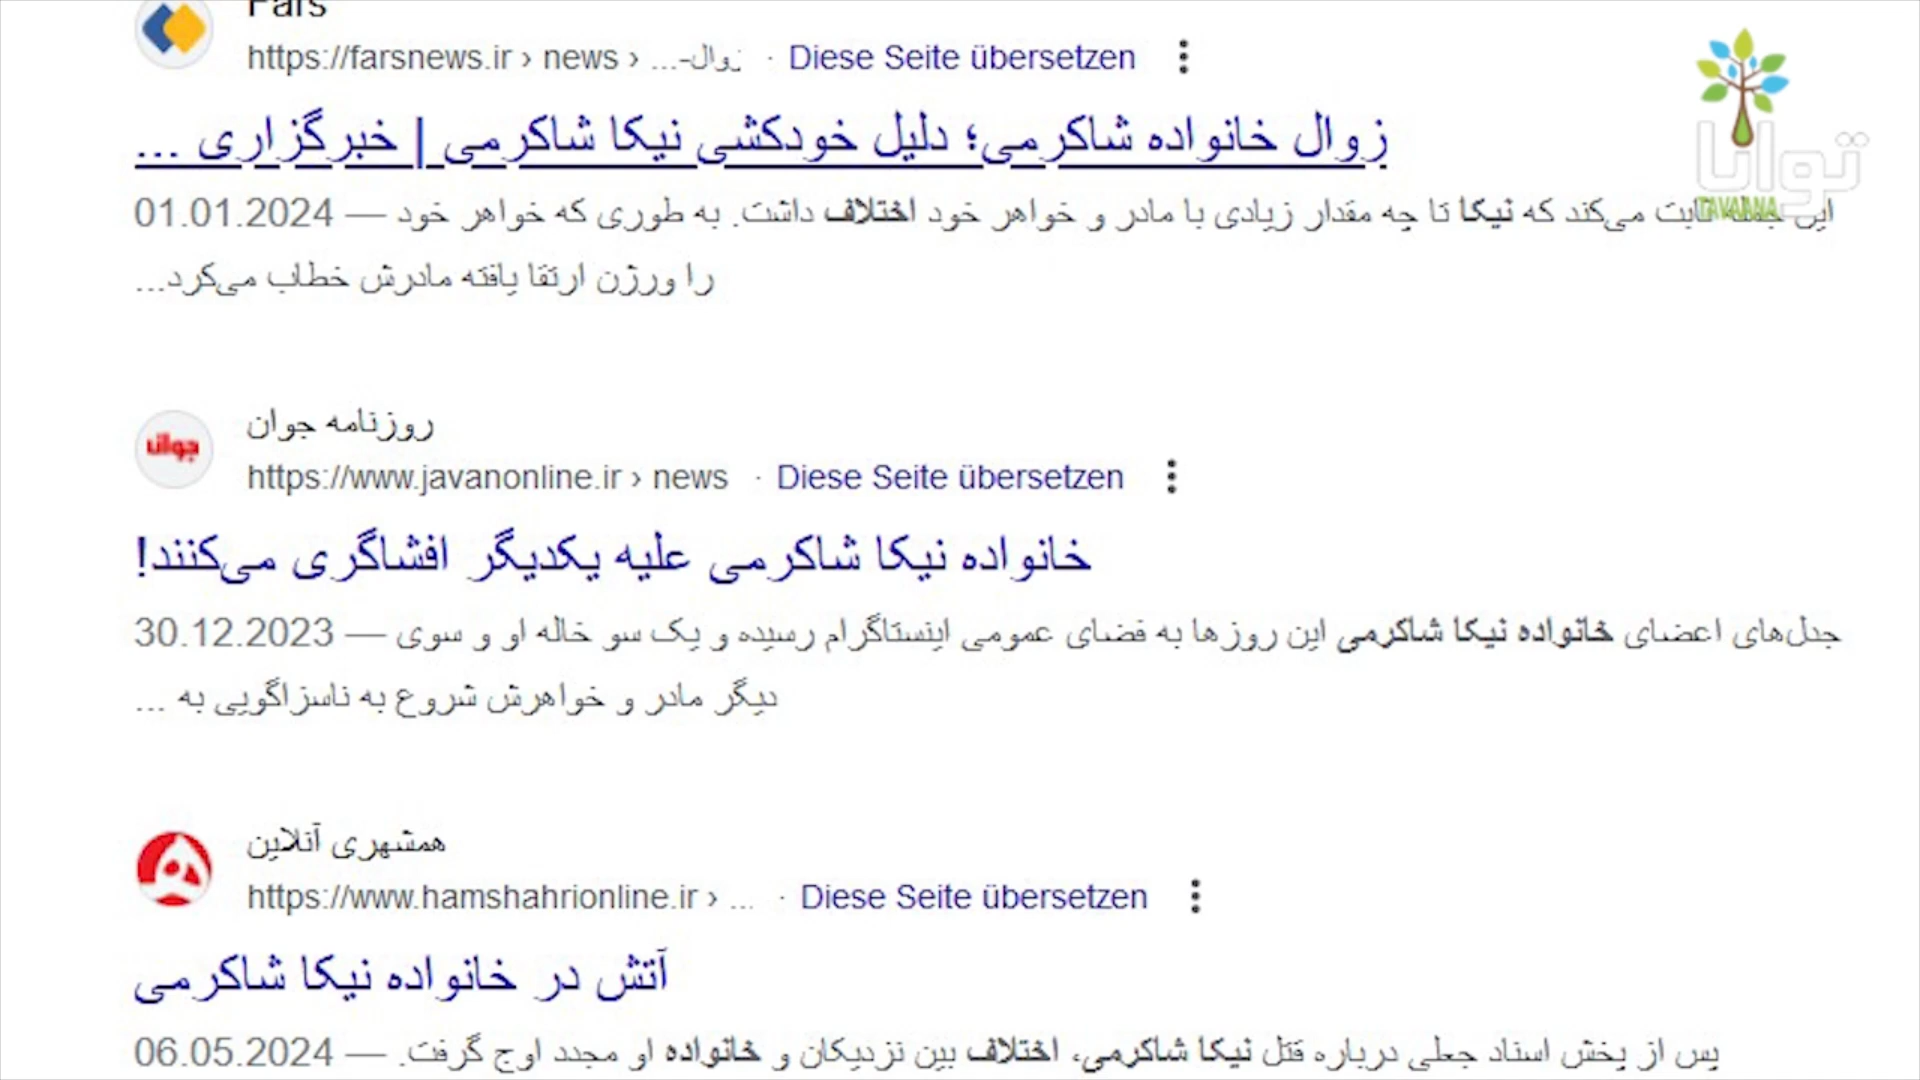 Fars
https://farsnews.ir › news › ...-زوال · Diese Seite übersetzen
زوال خانواده شاکرمی؛ دلیل خودکشی نیکا شاکرمی | خبرگزاری ...
01.01.2024 — این جمله ثابت می‌کند که نیکا تا چه مقدار زیادی با مادر و خواهر خود اختلاف داشت. به طوری که خواهر خود
را ورژن ارتقا یافته مادرش خطاب می‌کرد...
توانا
TAVAANA
روزنامه جوان
جوان
https://www.javanonline.ir › news · Diese Seite übersetzen
خانواده نیکا شاکرمی علیه یکدیگر افشاگری می‌کنند!
30.12.2023 — جدل‌های اعضای خانواده نیکا شاکرمی این روزها به فضای عمومی اینستاگرام رسیده و یک سو خاله او و سوی
دیگر مادر و خواهرش شروع به ناسزاگویی به ...
همشهری آنلاین
https://www.hamshahrionline.ir › ... · Diese Seite übersetzen
آتش در خانواده نیکا شاکرمی
06.05.2024 — پس از پخش اسناد جعلی درباره قتل نیکا شاکرمی، اختلاف بین نزدیکان و خانواده او مجدد اوج گرفت.